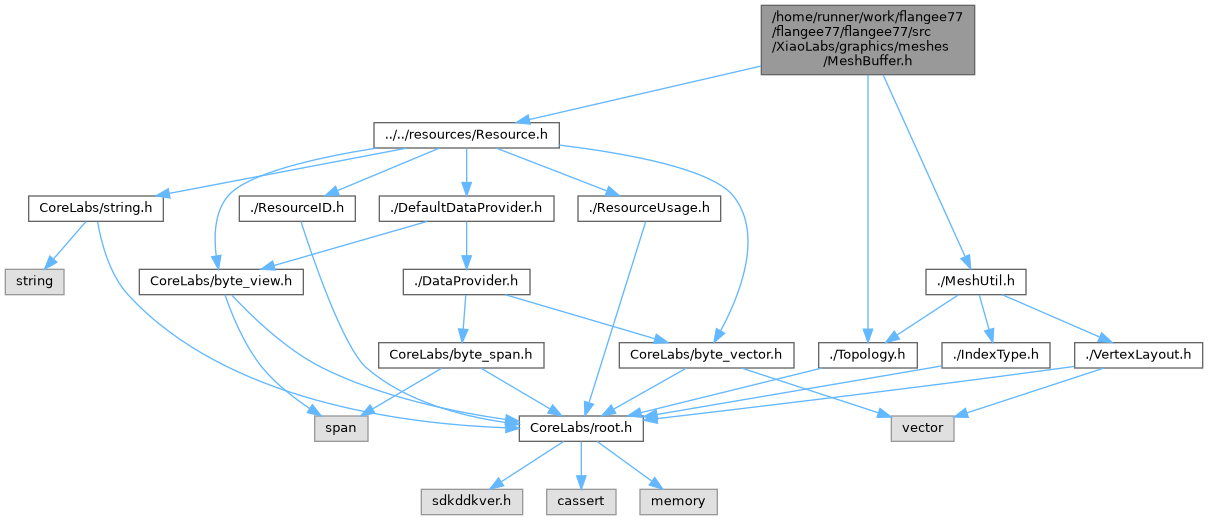 /home/runner/work/flangee77
/flangee77/flangee77/src
/XiaoLabs/graphics/meshes
/MeshBuffer.h
../../resources/Resource.h
CoreLabs/string.h
./ResourceID.h
./DefaultDataProvider.h
./ResourceUsage.h
string
CoreLabs/byte_view.h
./DataProvider.h
./MeshUtil.h
CoreLabs/byte_span.h
CoreLabs/byte_vector.h
./Topology.h
./IndexType.h
./VertexLayout.h
span
CoreLabs/root.h
vector
sdkddkver.h
cassert
memory